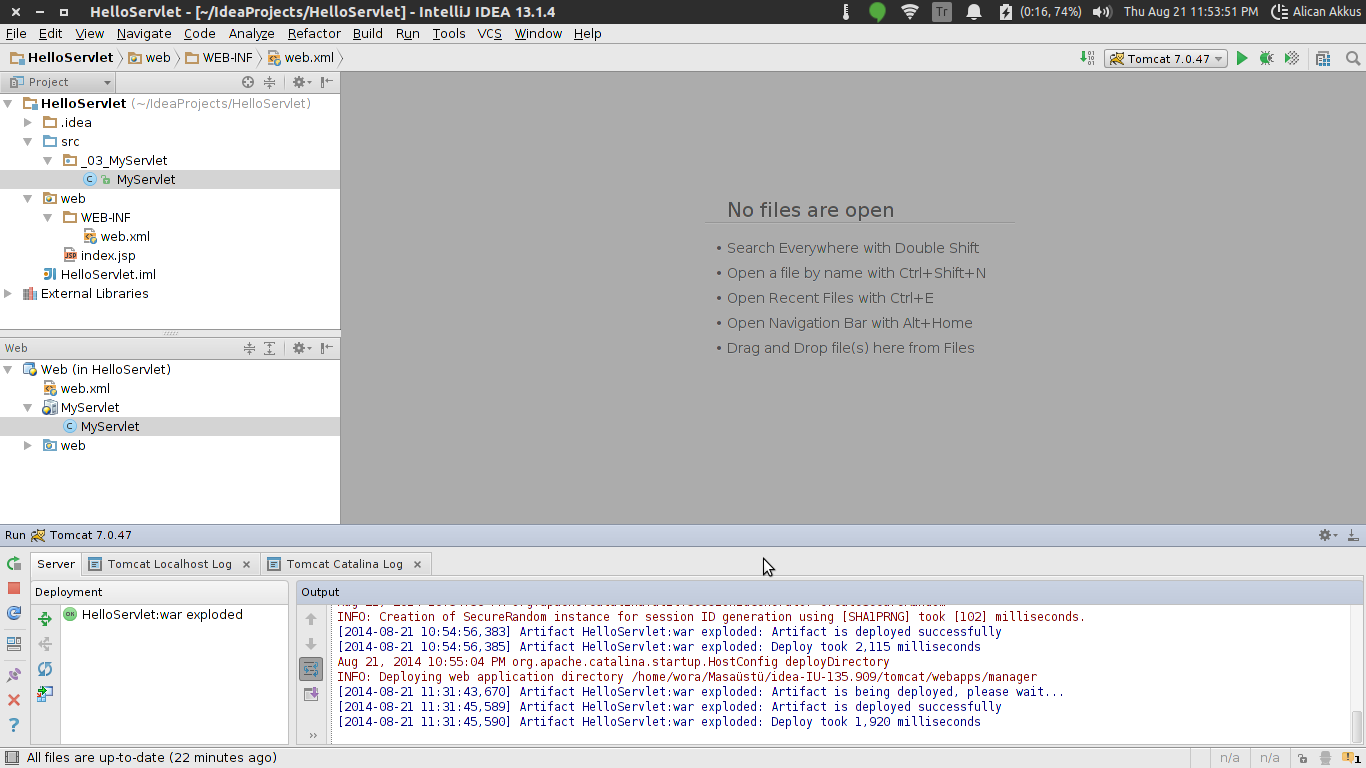 HelloServlet - [~/IdeaProjects/HelloServlet] - IntelliJ IDEA 13.1.4
Tr
(0:16, 74%)
Thu Aug 21 11:53:51 PM
Alican Akkus
File Edit View Navigate Code Analyze Refactor Build Run Tools VCS Window Help
HelloServlet web WEB-INF web.xml
Tomcat 7.0.47
Project
HelloServlet (~/IdeaProjects/HelloServlet)
.idea
src
_03_MyServlet
MyServlet
web
WEB-INF
web.xml
index.jsp
HelloServlet.iml
External Libraries
No files are open
• Search Everywhere with Double Shift
• Open a file by name with Ctrl+Shift+N
• Open Recent Files with Ctrl+E
• Open Navigation Bar with Alt+Home
• Drag and Drop file(s) here from Files
Web
Web (in HelloServlet)
web.xml
MyServlet
MyServlet
web
Run Tomcat 7.0.47
Server Tomcat Localhost Log Tomcat Catalina Log
Deployment
HelloServlet:war exploded
Output
INFO: Creation of SecureRandom instance for session ID generation using [SHA1PRNG] took [102] milliseconds.
[2014-08-21 10:54:56,383] Artifact HelloServlet:war exploded: Artifact is deployed successfully
[2014-08-21 10:54:56,385] Artifact HelloServlet:war exploded: Deploy took 2,115 milliseconds
Aug 21, 2014 10:55:04 PM org.apache.catalina.startup.HostConfig deployDirectory
INFO: Deploying web application directory /home/wora/Masaüstü/idea-IU-135.909/tomcat/webapps/manager
[2014-08-21 11:31:43,670] Artifact HelloServlet:war exploded: Artifact is being deployed, please wait...
[2014-08-21 11:31:45,589] Artifact HelloServlet:war exploded: Artifact is deployed successfully
[2014-08-21 11:31:45,590] Artifact HelloServlet:war exploded: Deploy took 1,920 milliseconds
All files are up-to-date (22 minutes ago)
n/a n/a 1